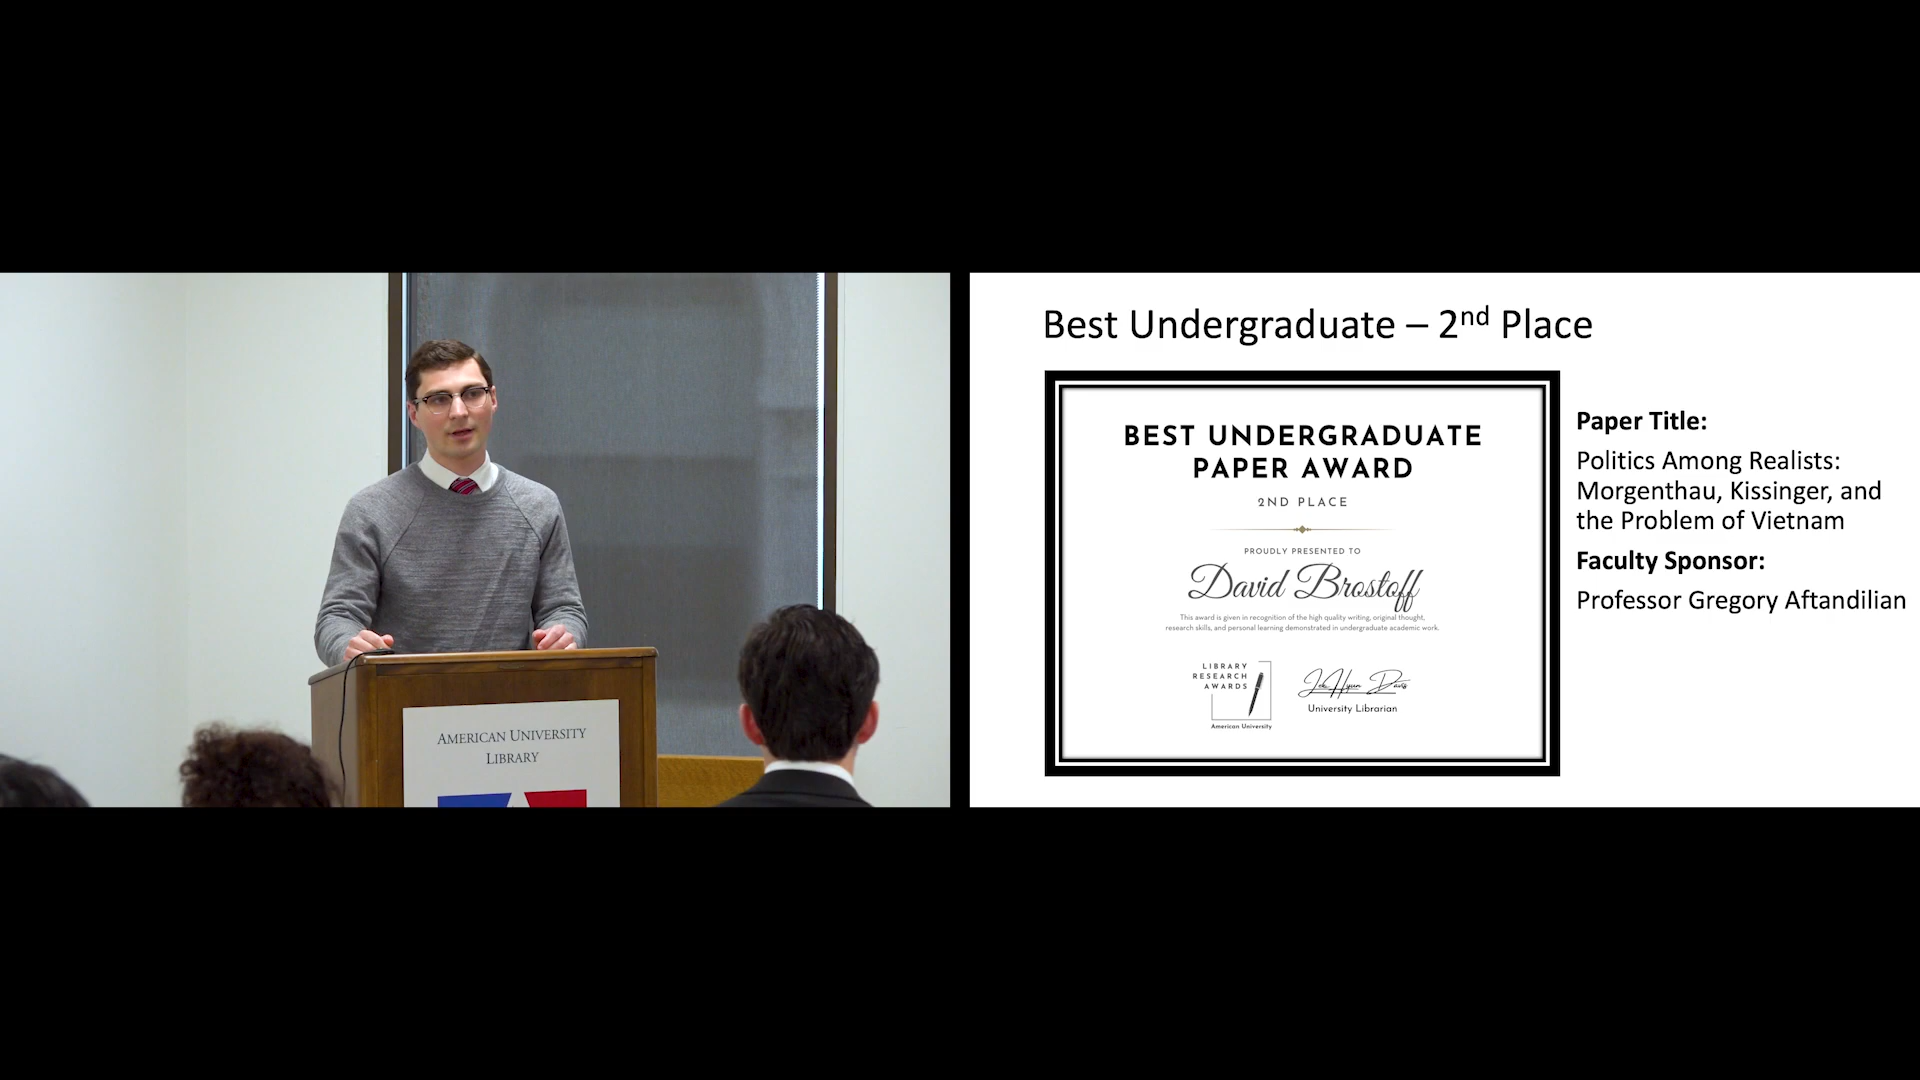 AMERICAN UNIVERSITY
LIBRARY
Best Undergraduate – 2nd Place
BEST UNDERGRADUATE
PAPER AWARD
2ND PLACE
PROUDLY PRESENTED TO
David Brostoff
This award is given in recognition of the high quality writing, original thought,
research skills, and personal learning demonstrated in undergraduate academic work.
LIBRARY
RESEARCH
AWARDS
American University
University Librarian
Paper Title:
Politics Among Realists:
Morgenthau, Kissinger, and
the Problem of Vietnam
Faculty Sponsor:
Professor Gregory Aftandilian